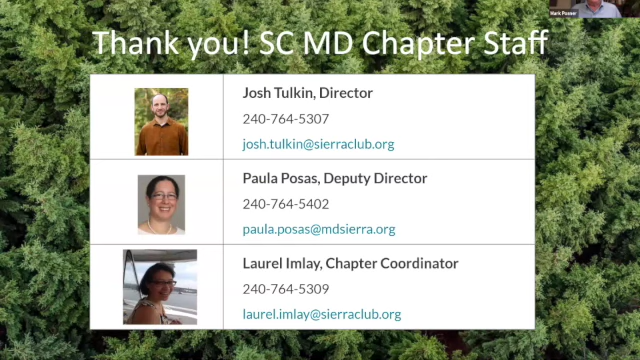 Mark Posner
Thank you! SC MD Chapter Staff
Josh Tulkin, Director
240-764-5307
josh.tulkin@sierraclub.org
Paula Posas, Deputy Director
240-764-5402
paula.posas@mdsierra.org
Laurel Imlay, Chapter Coordinator
240-764-5309
laurel.imlay@sierraclub.org